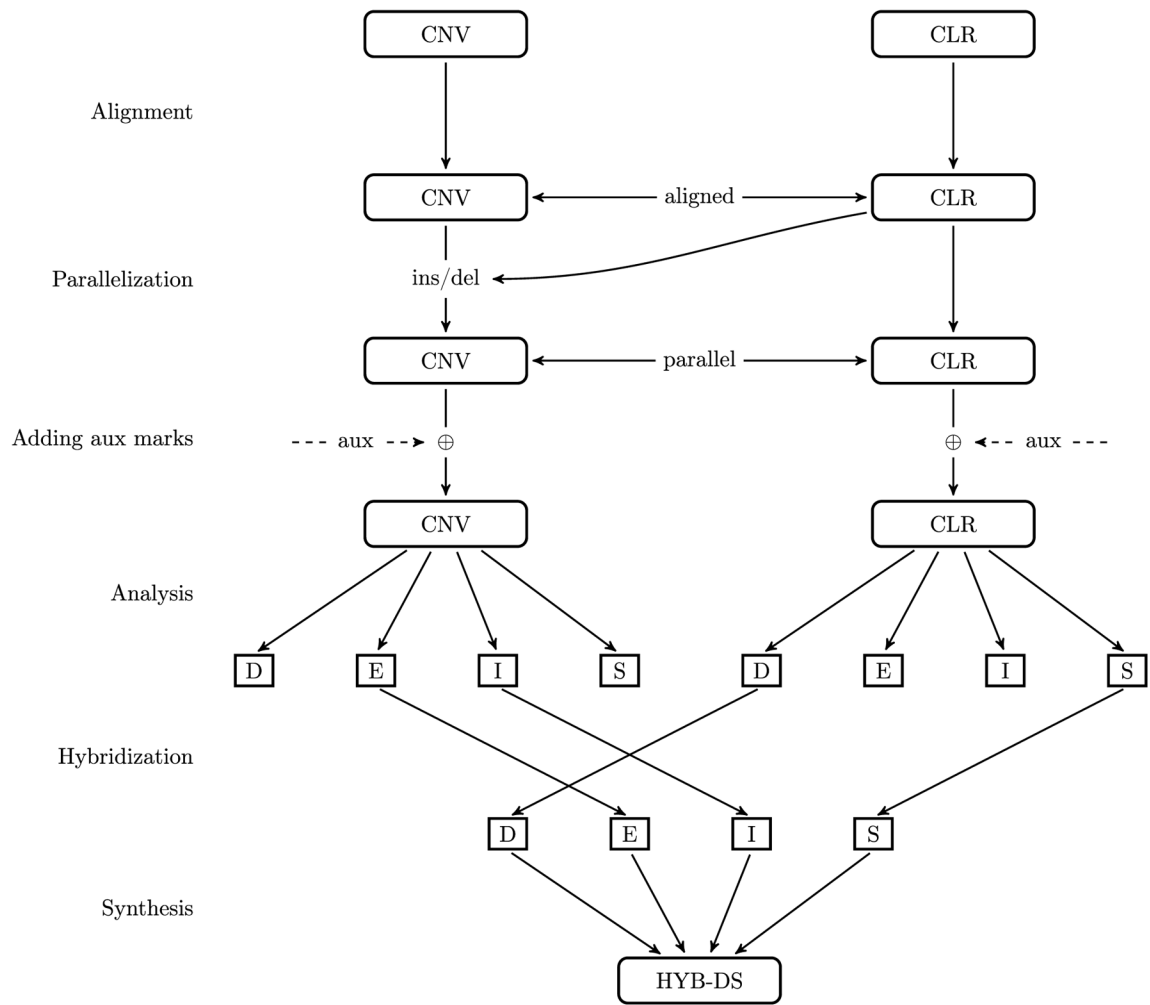 CNV CLR
Alignment
CNV aligned CLR
Parallelization ins/del
CNV parallel CLR
Adding aux marks aux ⊕ ⊕ aux
CNV CLR
Analysis
D E I S D E I S
Hybridization
D E I S
Synthesis
HYB-DS